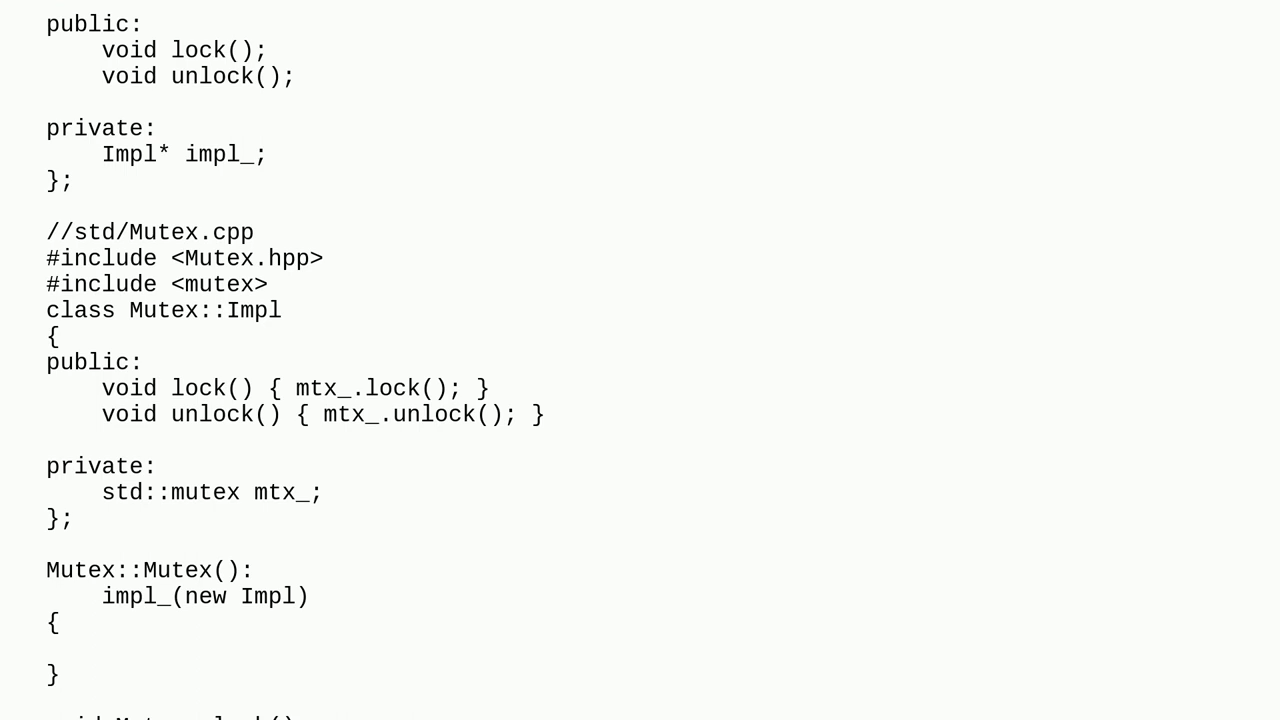 public:
    void lock();
    void unlock();

private:
    Impl* impl_;
};

//std/Mutex.cpp
#include <Mutex.hpp>
#include <mutex>
class Mutex::Impl
{
public:
    void lock() { mtx_.lock(); }
    void unlock() { mtx_.unlock(); }

private:
    std::mutex mtx_;
};

Mutex::Mutex():
    impl_(new Impl)
{

}